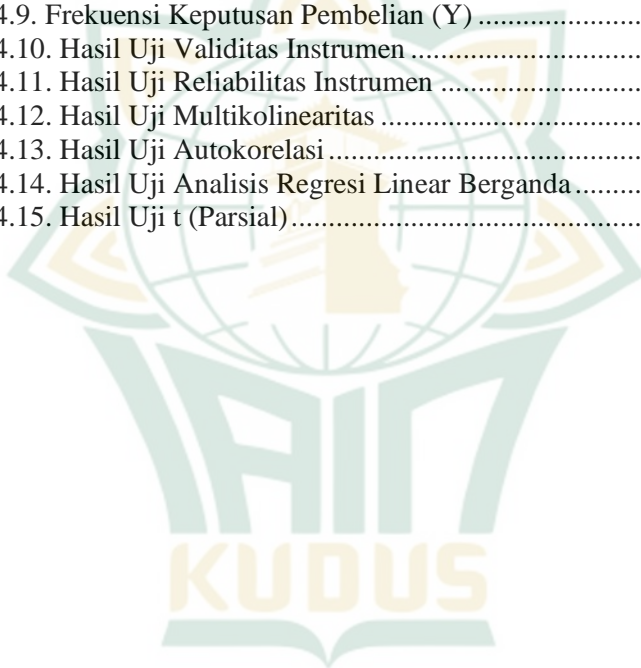 4.9. Frekuensi Keputusan Pembelian (Y)......................
4.10. Hasil Uji Validitas Instrumen ..............................
4.11. Hasil Uji Reliabilitas Instrumen ..........................
4.12. Hasil Uji Multikolinearitas ..................................
4.13. Hasil Uji Autokorelasi.........................................
4.14. Hasil Uji Analisis Regresi Linear Berganda.........
4.15. Hasil Uji t (Parsial)..............................................
IAIN
KUDUS